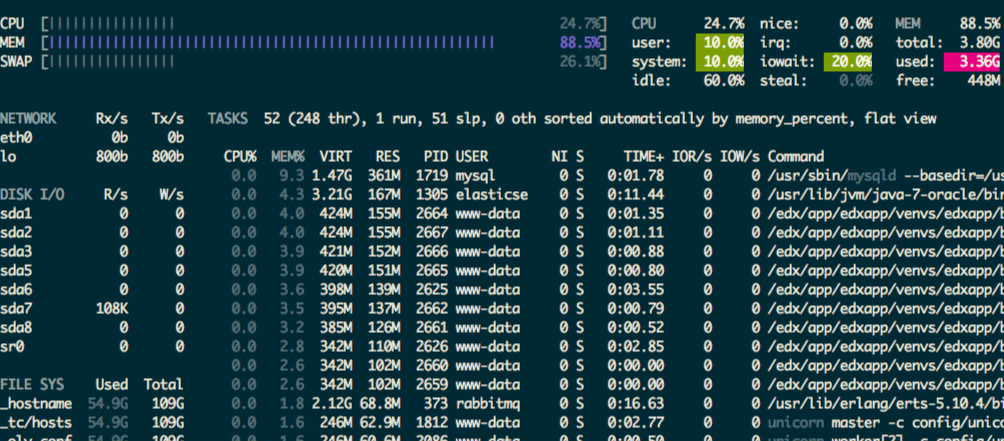 CPU [|||||||||||||||| 24.7%] CPU 24.7% nice: 0.0% MEM 88.5%
MEM [||||||||||||||||||||||||||||||||||||||||||||||||||||||||| 88.5%] user: 10.0% irq: 0.0% total: 3.80G
SWAP [|||||||||||||||| 26.1%] system: 10.0% iowait: 20.0% used: 3.36G
idle: 60.0% steal: 0.0% free: 448M
NETWORK Rx/s Tx/s TASKS 52 (248 thr), 1 run, 51 slp, 0 oth sorted automatically by memory_percent, flat view
eth0 0b 0b
lo 800b 800b CPU% MEM% VIRT RES PID USER NI S TIME+ IOR/s IOW/s Command
0.0 9.3 1.47G 361M 1719 mysql 0 S 0:01.78 0 0 /usr/sbin/mysqld --basedir=/us
DISK I/O R/s W/s 0.0 4.3 3.21G 167M 1305 elasticse 0 S 0:11.44 0 0 /usr/lib/jvm/java-7-oracle/bin
sda1 0 0 0.0 4.0 424M 155M 2664 www-data 0 S 0:01.35 0 0 /edx/app/edxapp/venvs/edxapp/b
sda2 0 0 0.0 4.0 424M 155M 2667 www-data 0 S 0:01.11 0 0 /edx/app/edxapp/venvs/edxapp/b
sda3 0 0 0.0 3.9 421M 152M 2666 www-data 0 S 0:00.88 0 0 /edx/app/edxapp/venvs/edxapp/b
sda5 0 0 0.0 3.9 420M 151M 2665 www-data 0 S 0:00.80 0 0 /edx/app/edxapp/venvs/edxapp/b
sda6 0 0 0.0 3.6 398M 139M 2625 www-data 0 S 0:03.55 0 0 /edx/app/edxapp/venvs/edxapp/b
sda7 108K 0 0.0 3.5 395M 137M 2662 www-data 0 S 0:00.79 0 0 /edx/app/edxapp/venvs/edxapp/b
sda8 0 0 0.0 3.2 385M 126M 2661 www-data 0 S 0:00.52 0 0 /edx/app/edxapp/venvs/edxapp/b
sr0 0 0 0.0 2.8 342M 110M 2626 www-data 0 S 0:02.85 0 0 /edx/app/edxapp/venvs/edxapp/b
0.0 2.6 342M 102M 2660 www-data 0 S 0:00.00 0 0 /edx/app/edxapp/venvs/edxapp/b
FILE SYS Used Total 0.0 2.6 342M 102M 2659 www-data 0 S 0:00.00 0 0 /edx/app/edxapp/venvs/edxapp/b
_hostname 54.9G 109G 0.0 1.8 2.12G 68.8M 373 rabbitmq 0 S 0:16.63 0 0 /usr/lib/erlang/erts-5.10.4/bi
_tc/hosts 54.9G 109G 0.0 1.6 246M 62.9M 1812 www-data 0 S 0:02.77 0 0 unicorn master -c config/unico